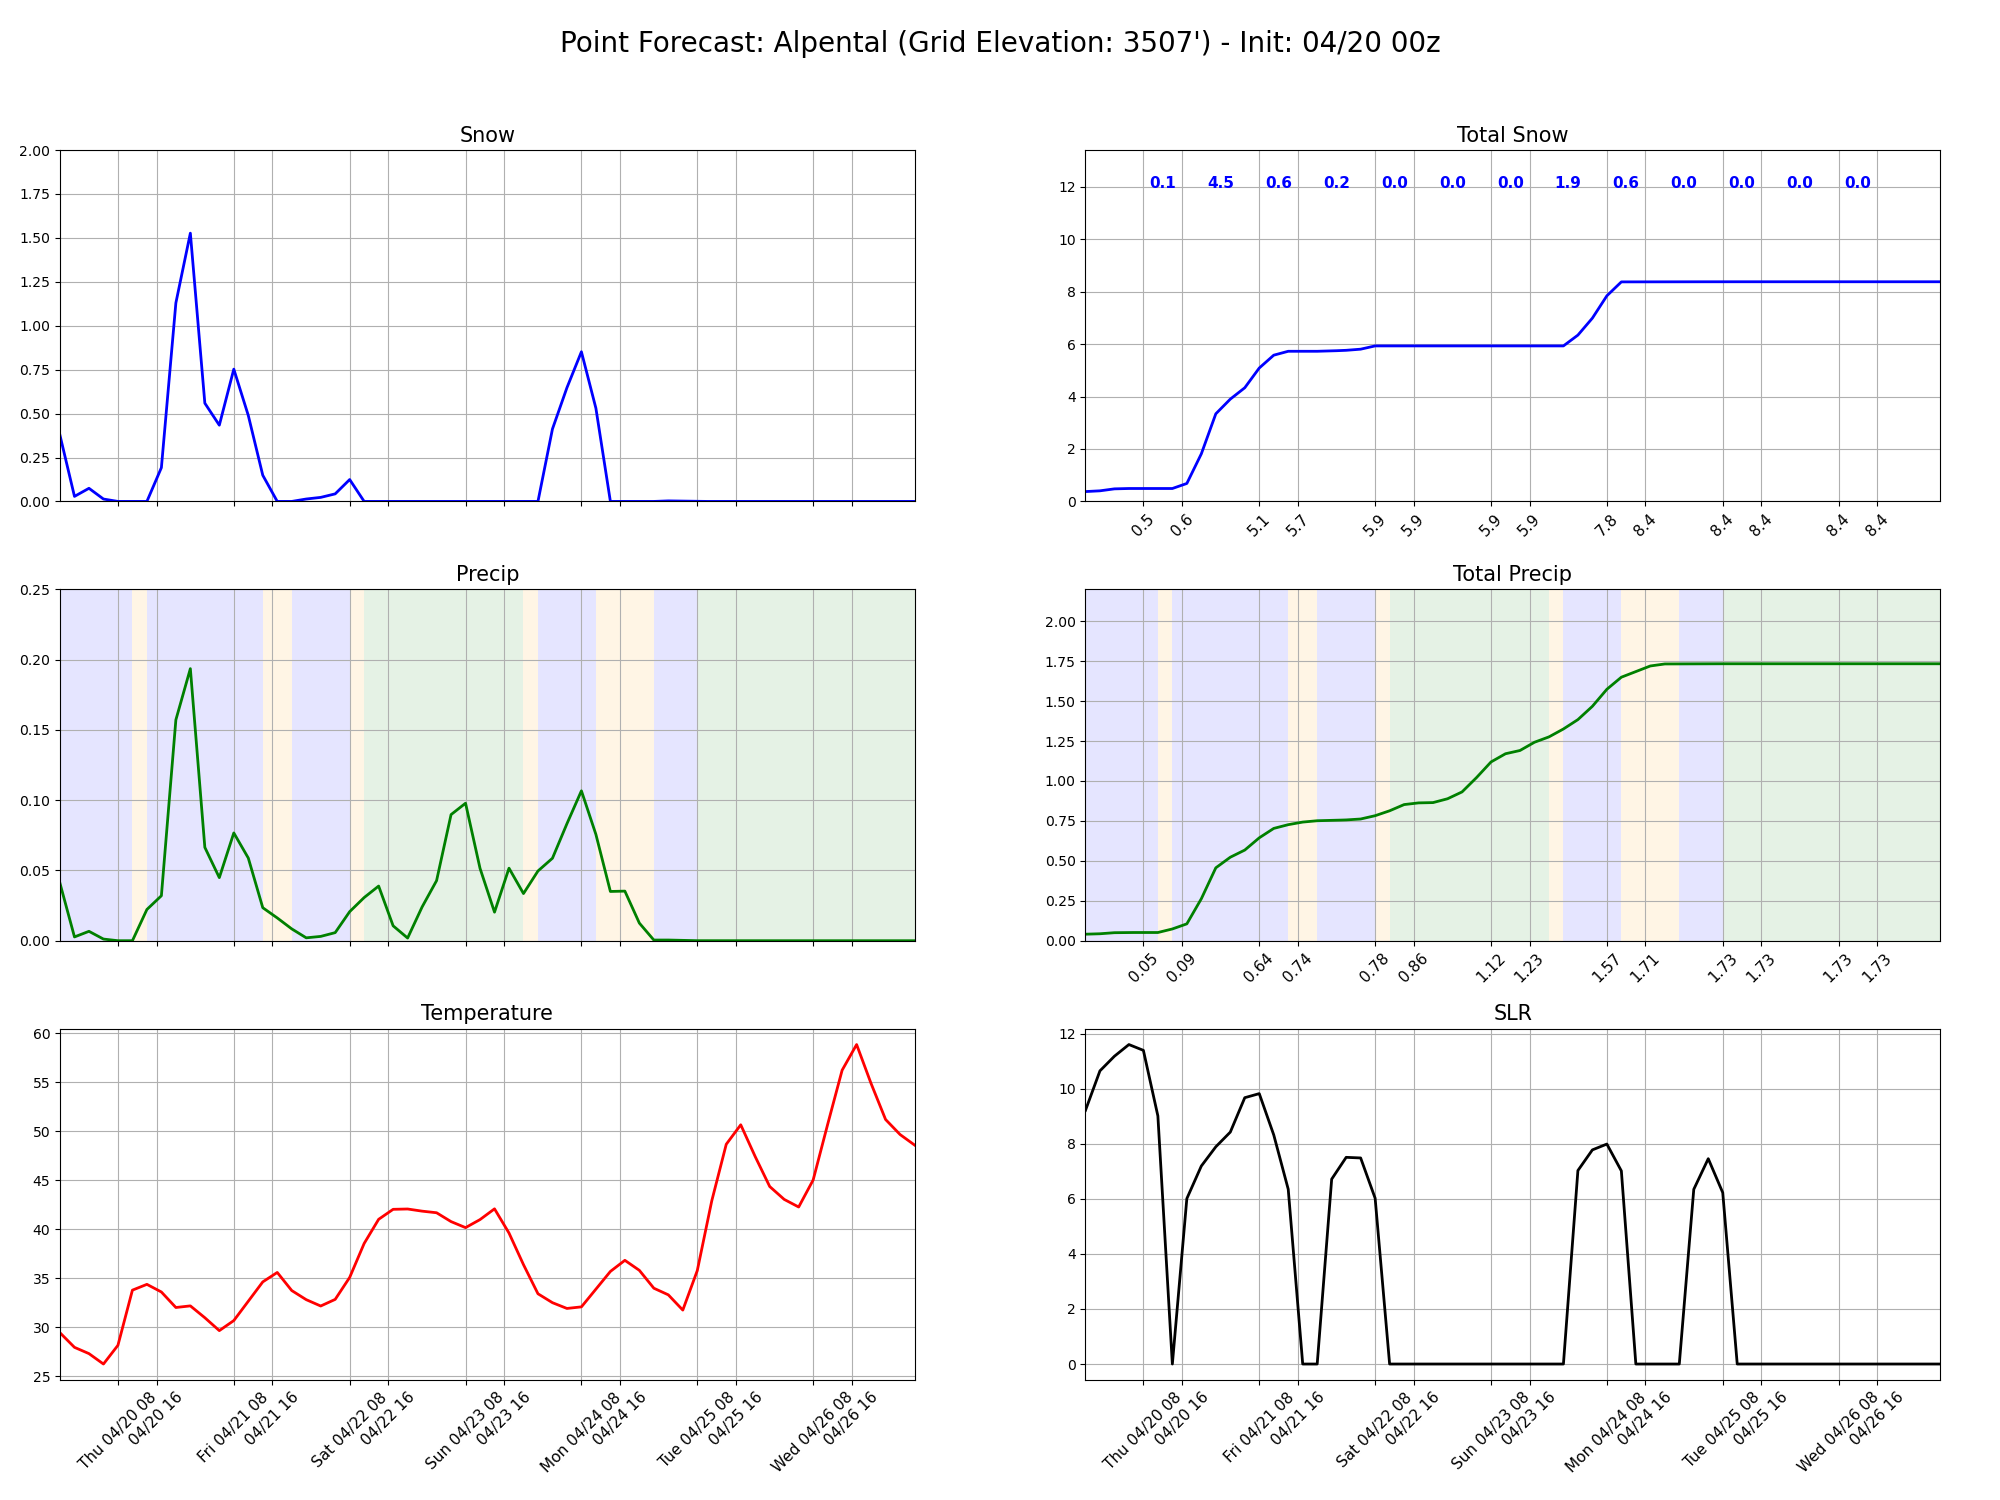 Point Forecast: Alpental (Grid Elevation: 3507') - Init: 04/20 00z
Snow
2.00
1.75
1.50
1.25
1.00
0.75
0.50
0.25
0.00
Total Snow
0.1 4.5 0.6 0.2 0.0 0.0 0.0 1.9 0.6 0.0 0.0 0.0 0.0
12
10
8
6
4
2
0
0.5 0.6 5.1 5.7 5.9 5.9 5.9 5.9 7.8 8.4 8.4 8.4 8.4 8.4
Precip
0.25
0.20
0.15
0.10
0.05
0.00
Total Precip
2.00
1.75
1.50
1.25
1.00
0.75
0.50
0.25
0.00
0.05 0.09 0.64 0.74 0.78 0.86 1.12 1.23 1.57 1.71 1.73 1.73 1.73 1.73
Temperature
60
55
50
45
40
35
30
25
Thu 04/20 08
04/20 16
Fri 04/21 08
04/21 16
Sat 04/22 08
04/22 16
Sun 04/23 08
04/23 16
Mon 04/24 08
04/24 16
Tue 04/25 08
04/25 16
Wed 04/26 08
04/26 16
SLR
12
10
8
6
4
2
0
Thu 04/20 08
04/20 16
Fri 04/21 08
04/21 16
Sat 04/22 08
04/22 16
Sun 04/23 08
04/23 16
Mon 04/24 08
04/24 16
Tue 04/25 08
04/25 16
Wed 04/26 08
04/26 16